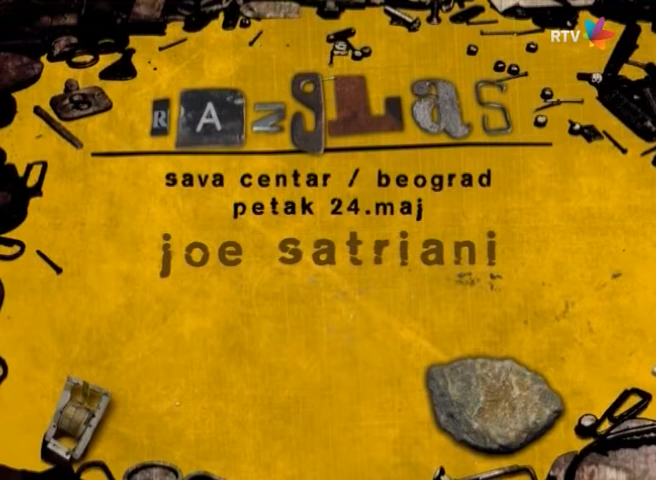 RTV
RAzgLaS
sava centar / beograd
petak 24.maj
joe satriani